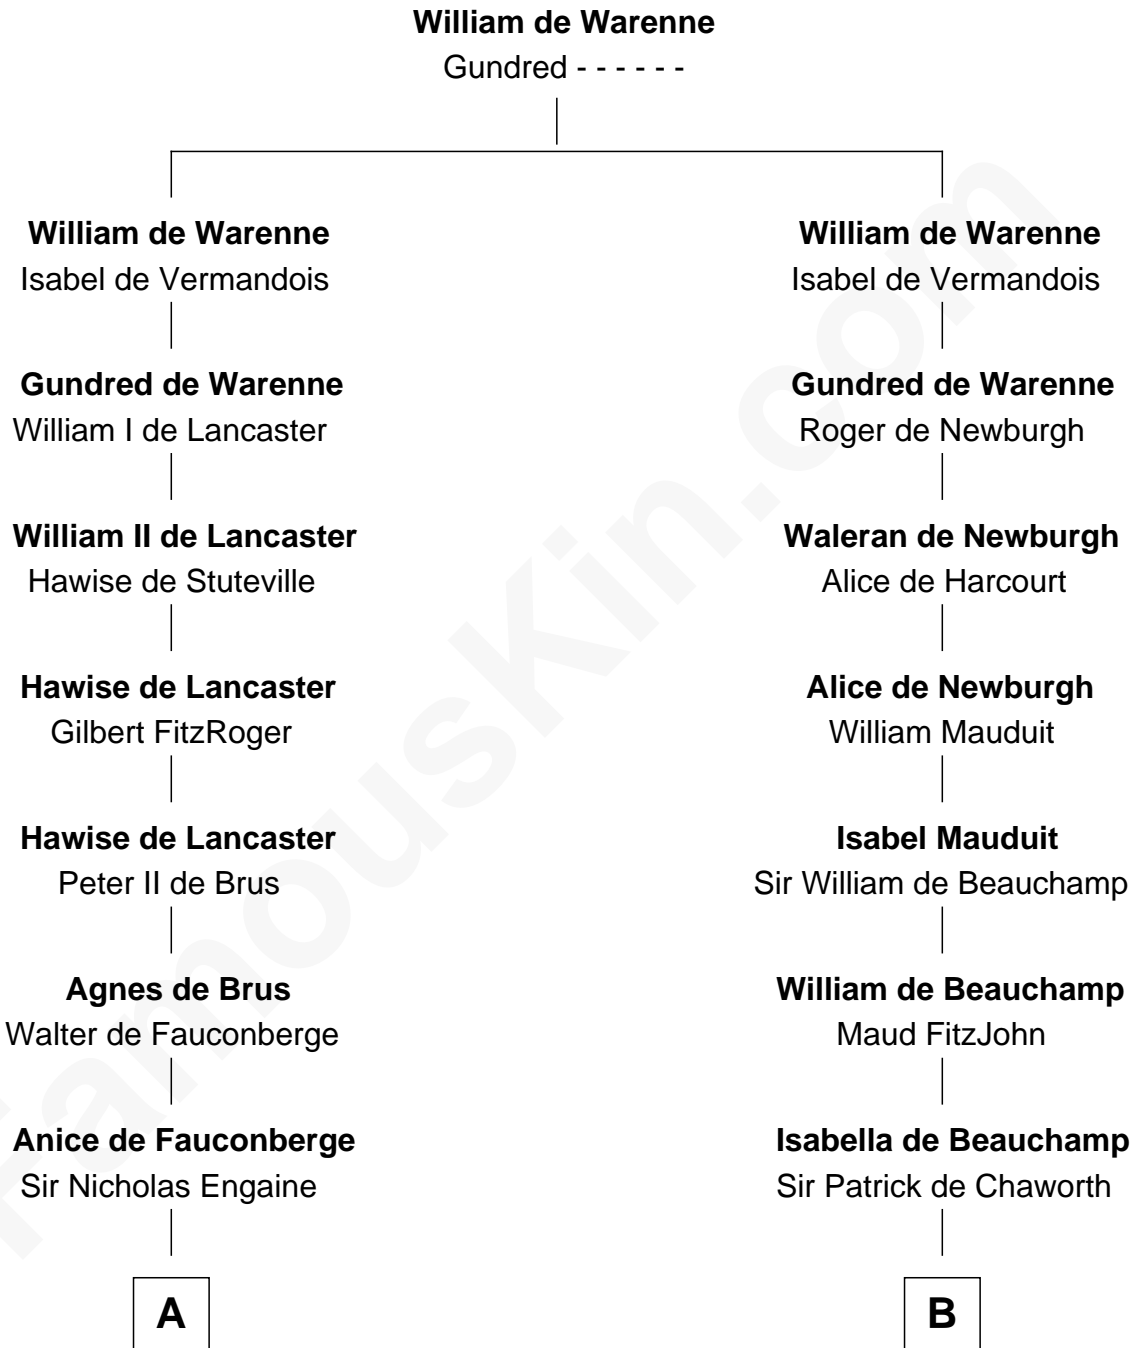 William de Warenne
Gundred - - - - - -
William de Warenne
Isabel de Vermandois
Gundred de Warenne
William I de Lancaster
William II de Lancaster
Hawise de Stuteville
Hawise de Lancaster
Gilbert FitzRoger
Hawise de Lancaster
Peter II de Brus
Agnes de Brus
Walter de Fauconberge
Anice de Fauconberge
Sir Nicholas Engaine
A
William de Warenne
Isabel de Vermandois
Gundred de Warenne
Roger de Newburgh
Waleran de Newburgh
Alice de Harcourt
Alice de Newburgh
William Mauduit
Isabel Mauduit
Sir William de Beauchamp
William de Beauchamp
Maud FitzJohn
Isabella de Beauchamp
Sir Patrick de Chaworth
B
FamousKin.com